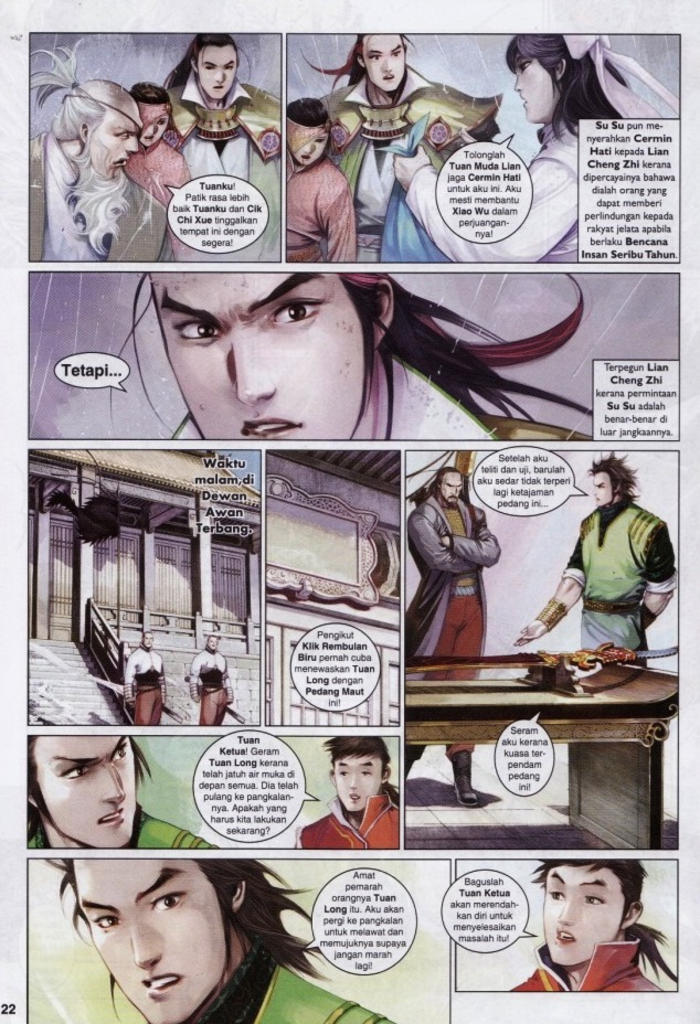 Tuanku!
Patik rasa lebih
baik Tuanku dan Cik
Chi Xue tinggalkan
tempat ini dengan
segera!
Tolonglah
Tuan Muda Lian
jaga Cermin Hati
untuk aku ini. Aku
mesti membantu
Xiao Wu dalam
perjuangan-
nya!
Su Su pun me-
nyerahkan Cermin
Hati kepada Lian
Cheng Zhi kerana
dipercayainya bahawa
dialah orang yang
dapat memberi
perlindungan kepada
rakyat jelata apabila
berlaku Bencana
Insan Seribu Tahun.
Tetapi...
Terpegun Lian
Cheng Zhi
kerana permintaan
Su Su adalah
benar-benar di
luar jangkaannya.
Waktu
malam,di
Dewan
Awan
Terbang.
Pengikut
Klik Rembulan
Biru pernah cuba
menewaskan Tuan
Long dengan
Pedang Maut
ini!
Setelah aku
teliti dan uji, barulah
aku sedar tidak terperi
lagi ketajaman
pedang ini...
Seram
aku kerana
kuasa ter-
pendam
pedang
ini!
Tuan
Ketua! Geram
Tuan Long kerana
telah jatuh air muka di
depan semua. Dia telah
pulang ke pangkalan-
nya. Apakah yang
harus kita lakukan
sekarang?
Amat
pemarah
orangnya Tuan
Long itu. Aku akan
pergi ke pangkalan
untuk melawat dan
memujuknya supaya
jangan marah
lagi!
Baguslah
Tuan Ketua
akan merendah-
kan diri untuk
menyelesaikan
masalah itu!
22